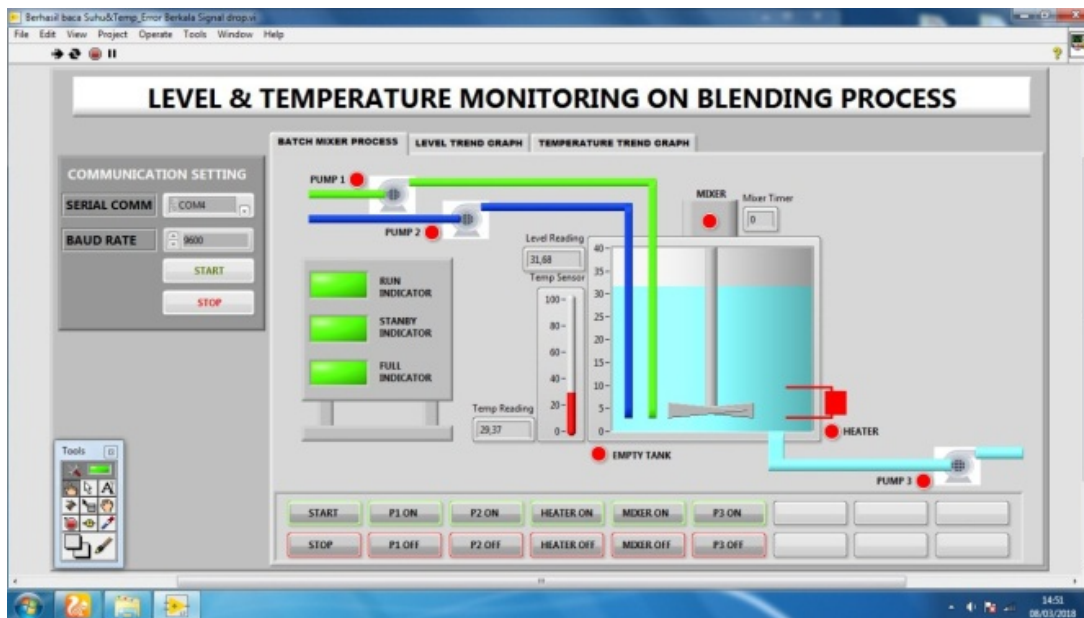 Berhasil baca Suhu&Temp_Error Berkala Signal drop.vi
File Edit View Project Operate Tools Window Help
LEVEL & TEMPERATURE MONITORING ON BLENDING PROCESS
BATCH MIXER PROCESS LEVEL TREND GRAPH TEMPERATURE TREND GRAPH
COMMUNICATION SETTING
SERIAL COMM COM4
BAUD RATE 9600
START
STOP
PUMP 1
PUMP 2
RUN
INDICATOR
STANBY
INDICATOR
FULL
INDICATOR
Level Reading
31,68
Temp Sensor
100
80
60
40
20
0
Temp Reading
29,37
MIXER
Mixer Timer
0
40
35
30
25
20
15
10
5
0
HEATER
EMPTY TANK
PUMP 3
START P1 ON P2 ON HEATER ON MIXER ON P3 ON
STOP P1 OFF P2 OFF HEATER OFF MIXER OFF P3 OFF
Tools
A
14:51
08/03/2018